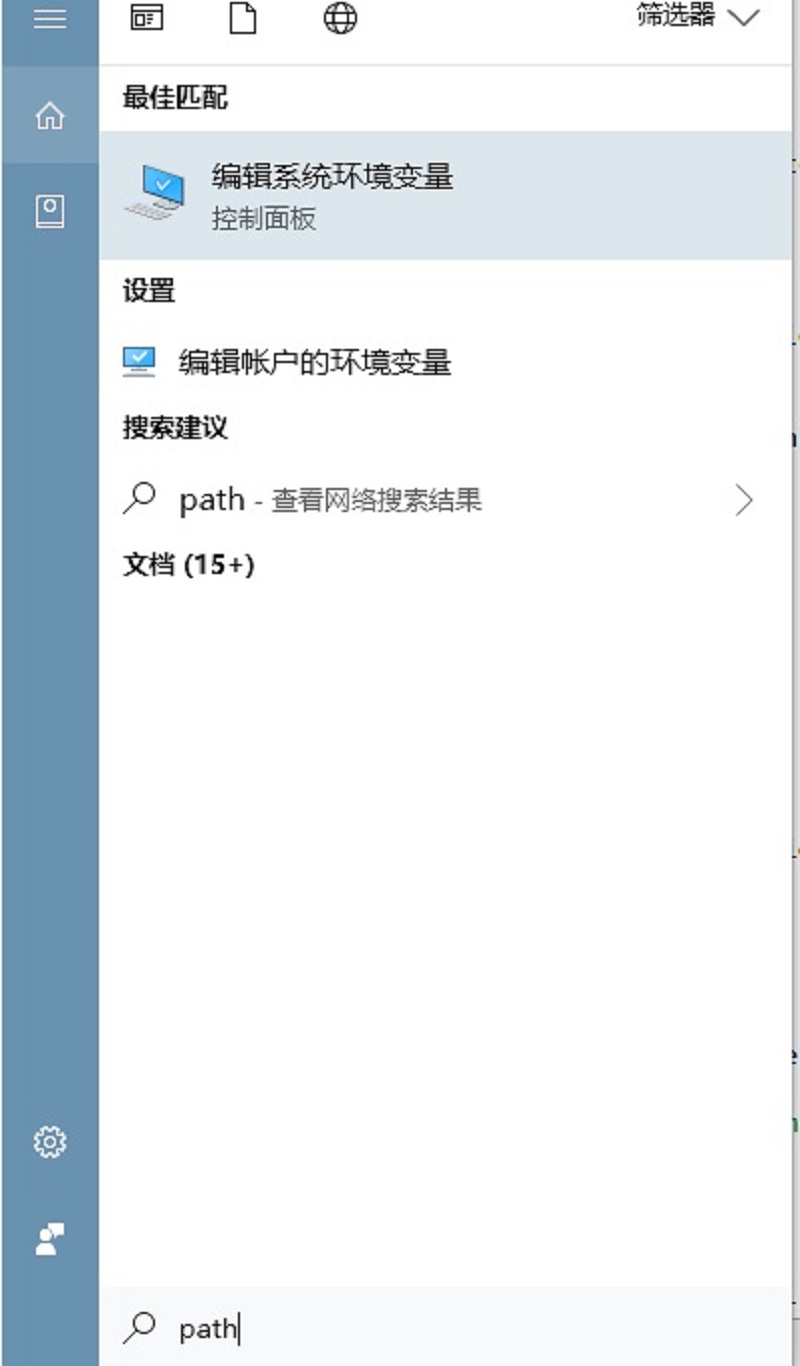 筛选器
最佳匹配
编辑系统环境变量
控制面板
设置
编辑帐户的环境变量
搜索建议
path - 查看网络搜索结果
文档 (15+)
path